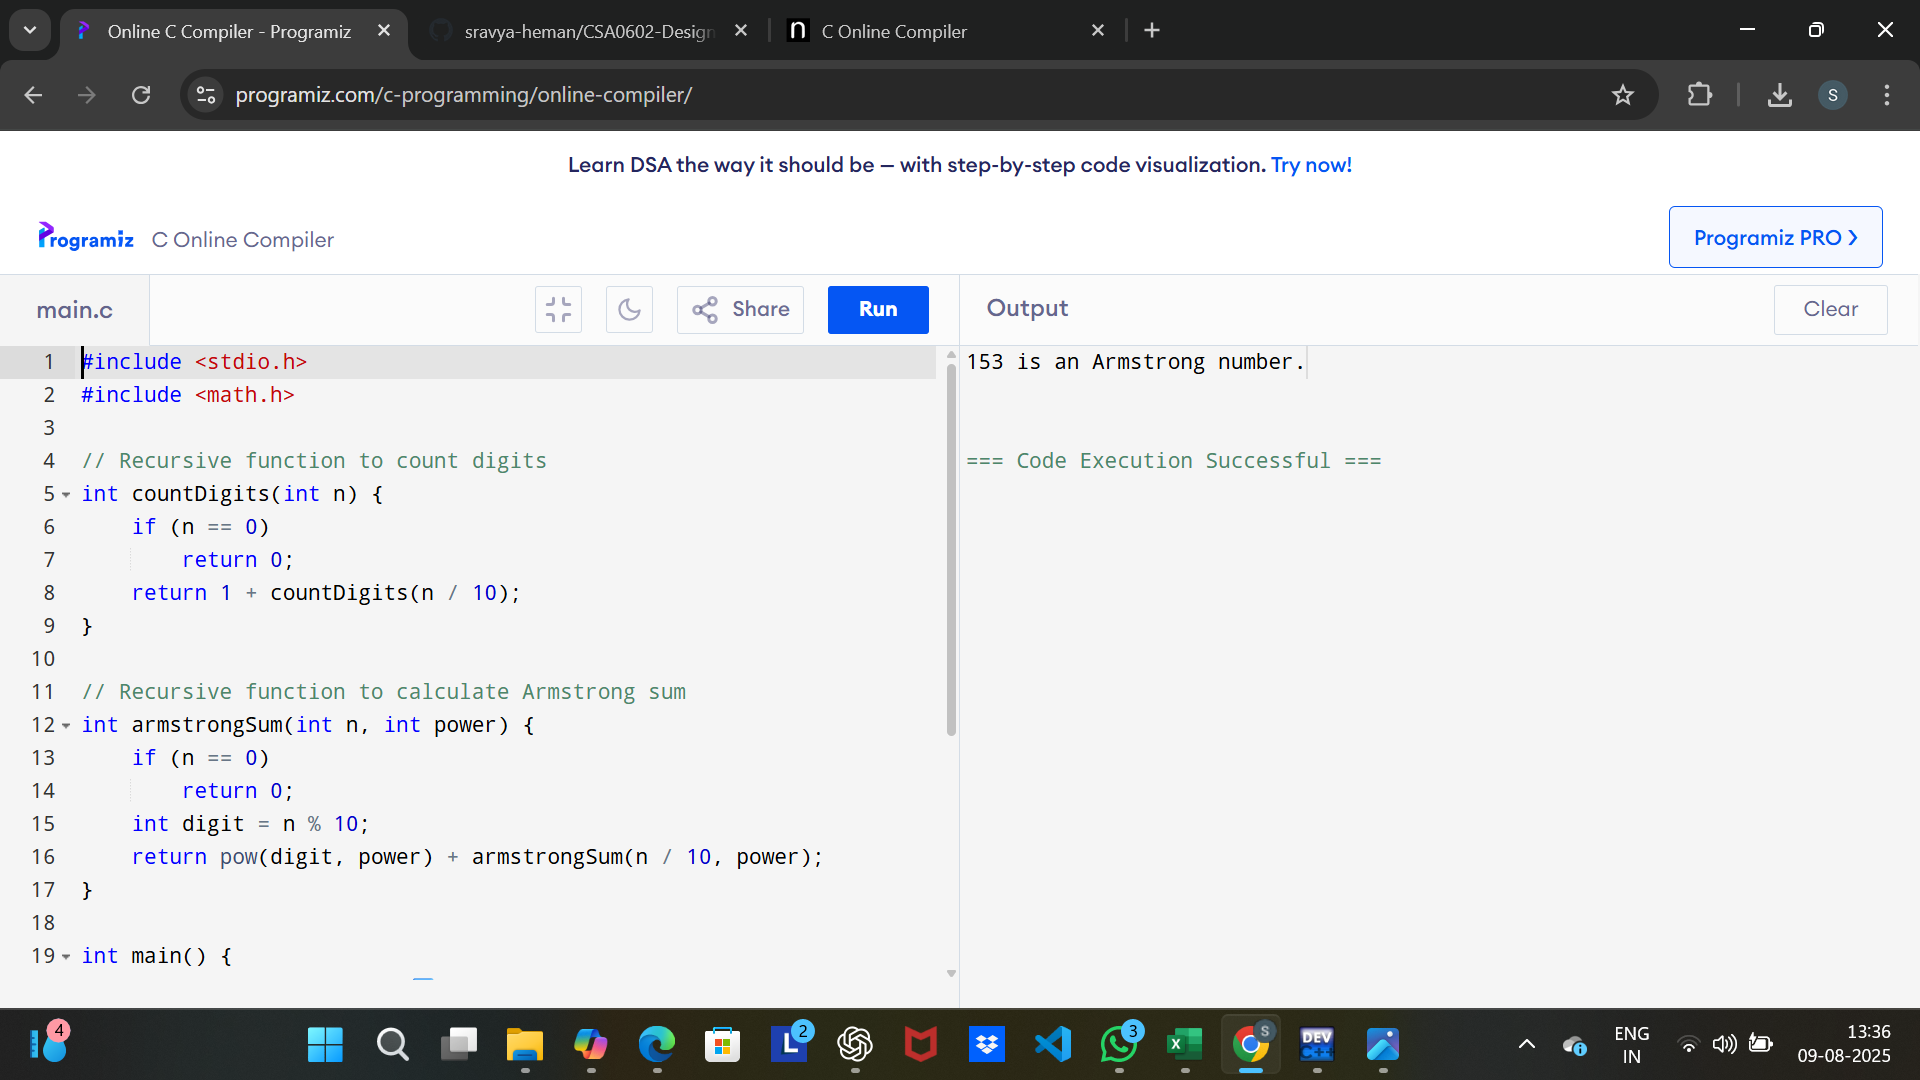 Online C Compiler - Programiz
sravya-heman/CSA0602-Design
n
C Online Compiler
programiz.com/c-programming/online-compiler/
S
Learn DSA the way it should be — with step-by-step code visualization. Try now!
Programiz
C Online Compiler
Programiz PRO ❯
main.c
Share
Run
Output
Clear
1 #include <stdio.h>
2 #include <math.h>
3
4 // Recursive function to count digits
5 int countDigits(int n) {
6 if (n == 0)
7 return 0;
8 return 1 + countDigits(n / 10);
9 }
10
11 // Recursive function to calculate Armstrong sum
12 int armstrongSum(int n, int power) {
13 if (n == 0)
14 return 0;
15 int digit = n % 10;
16 return pow(digit, power) + armstrongSum(n / 10, power);
17 }
18
19 int main() {
153 is an Armstrong number.
=== Code Execution Successful ===
4
L
2
3
X
S
DEV
C++
ENG
IN
13:36
09-08-2025